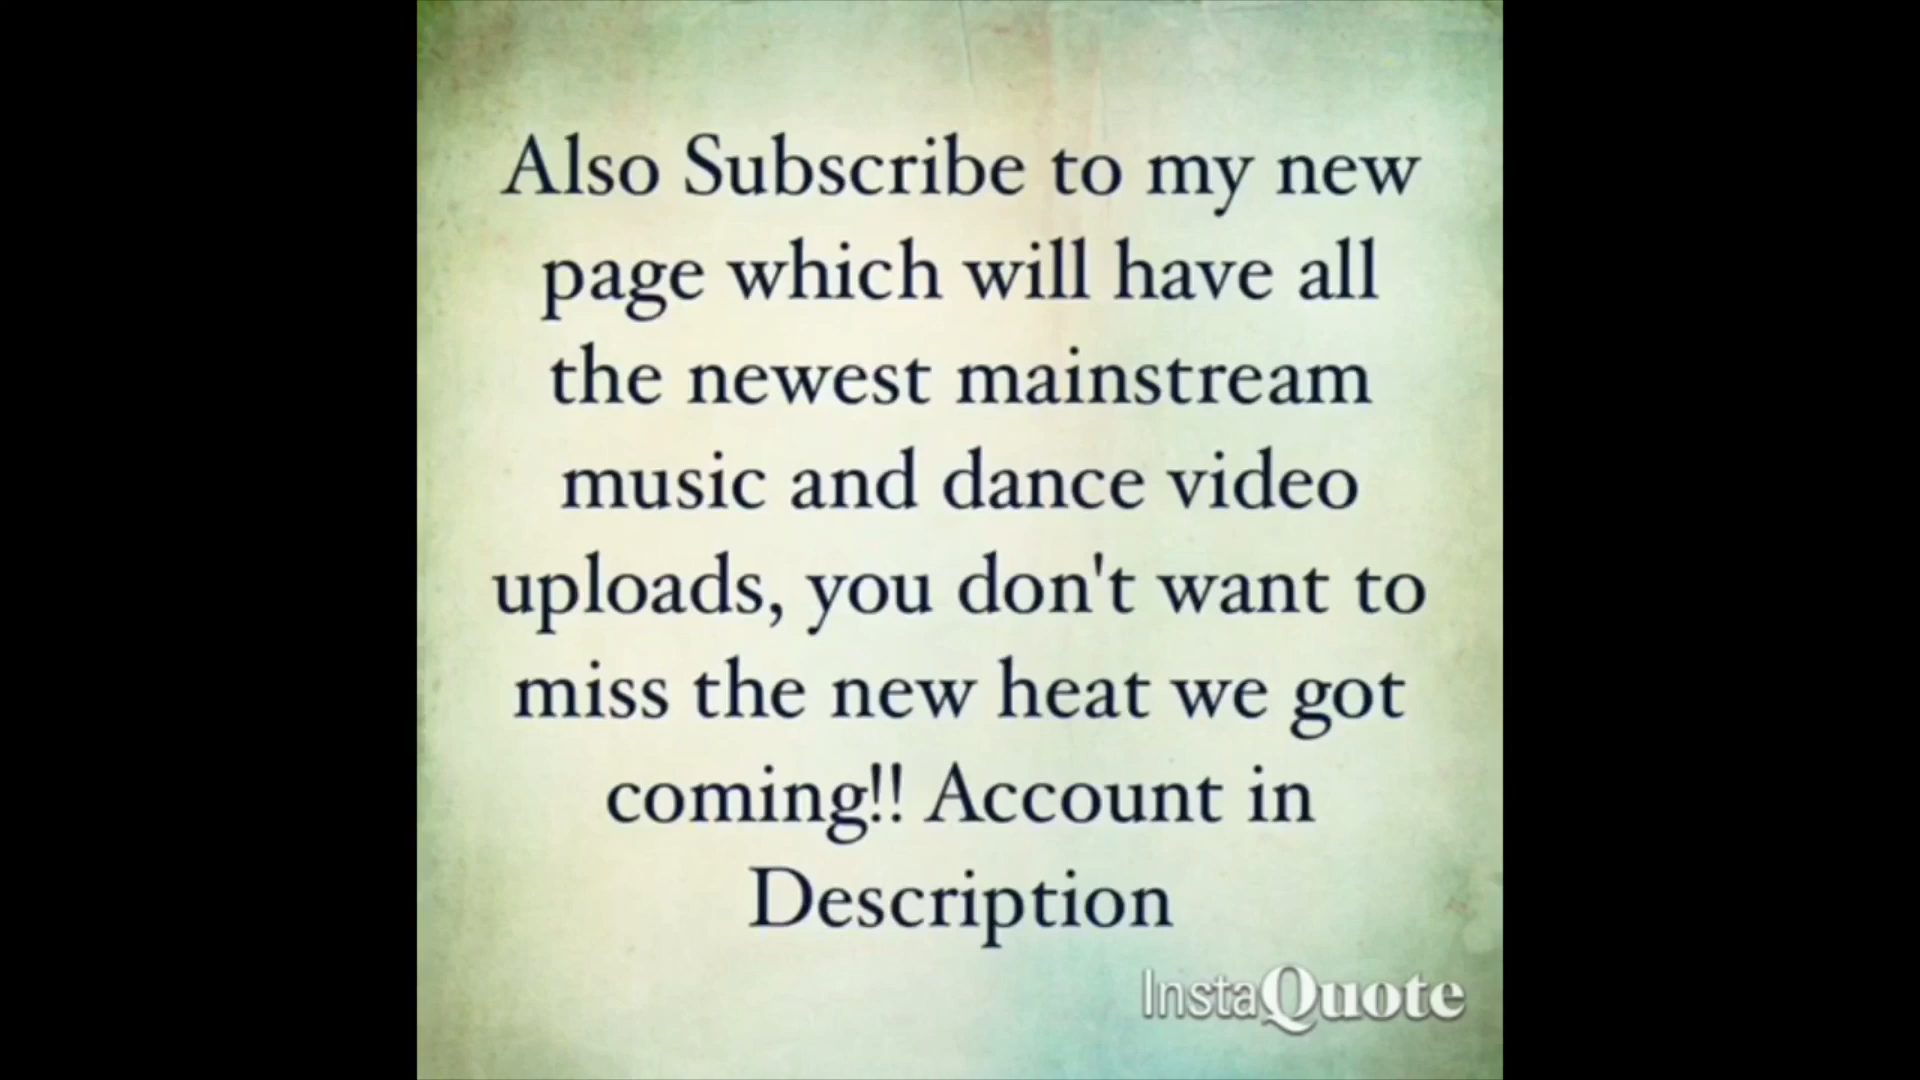 Also Subscribe to my new
page which will have all
the newest mainstream
music and dance video
uploads, you don't want to
miss the new heat we got
coming!! Account in
Description
InstaQuote